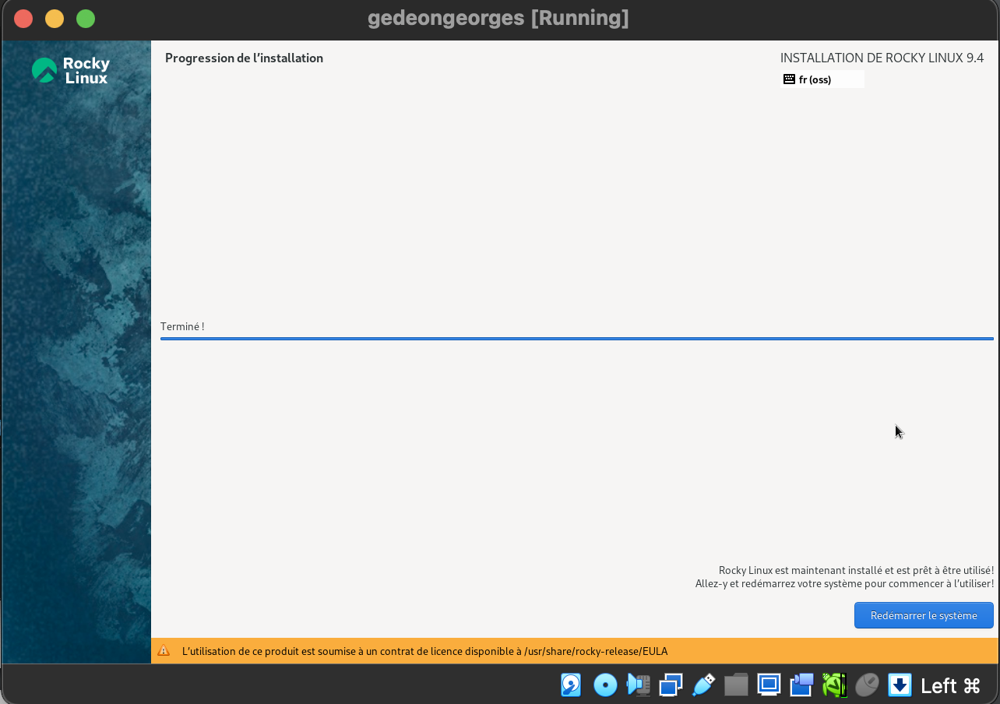 gedeongeorges [Running]
Rocky
Linux
Progression de l'installation
INSTALLATION DE ROCKY LINUX 9.4
fr (oss)
Terminé !
Rocky Linux est maintenant installé et est prêt à être utilisé!
Allez-y et redémarrez votre système pour commencer à l'utiliser!
Redémarrer le système
L'utilisation de ce produit est soumise à un contrat de licence disponible à /usr/share/rocky-release/EULA
Left ⌘